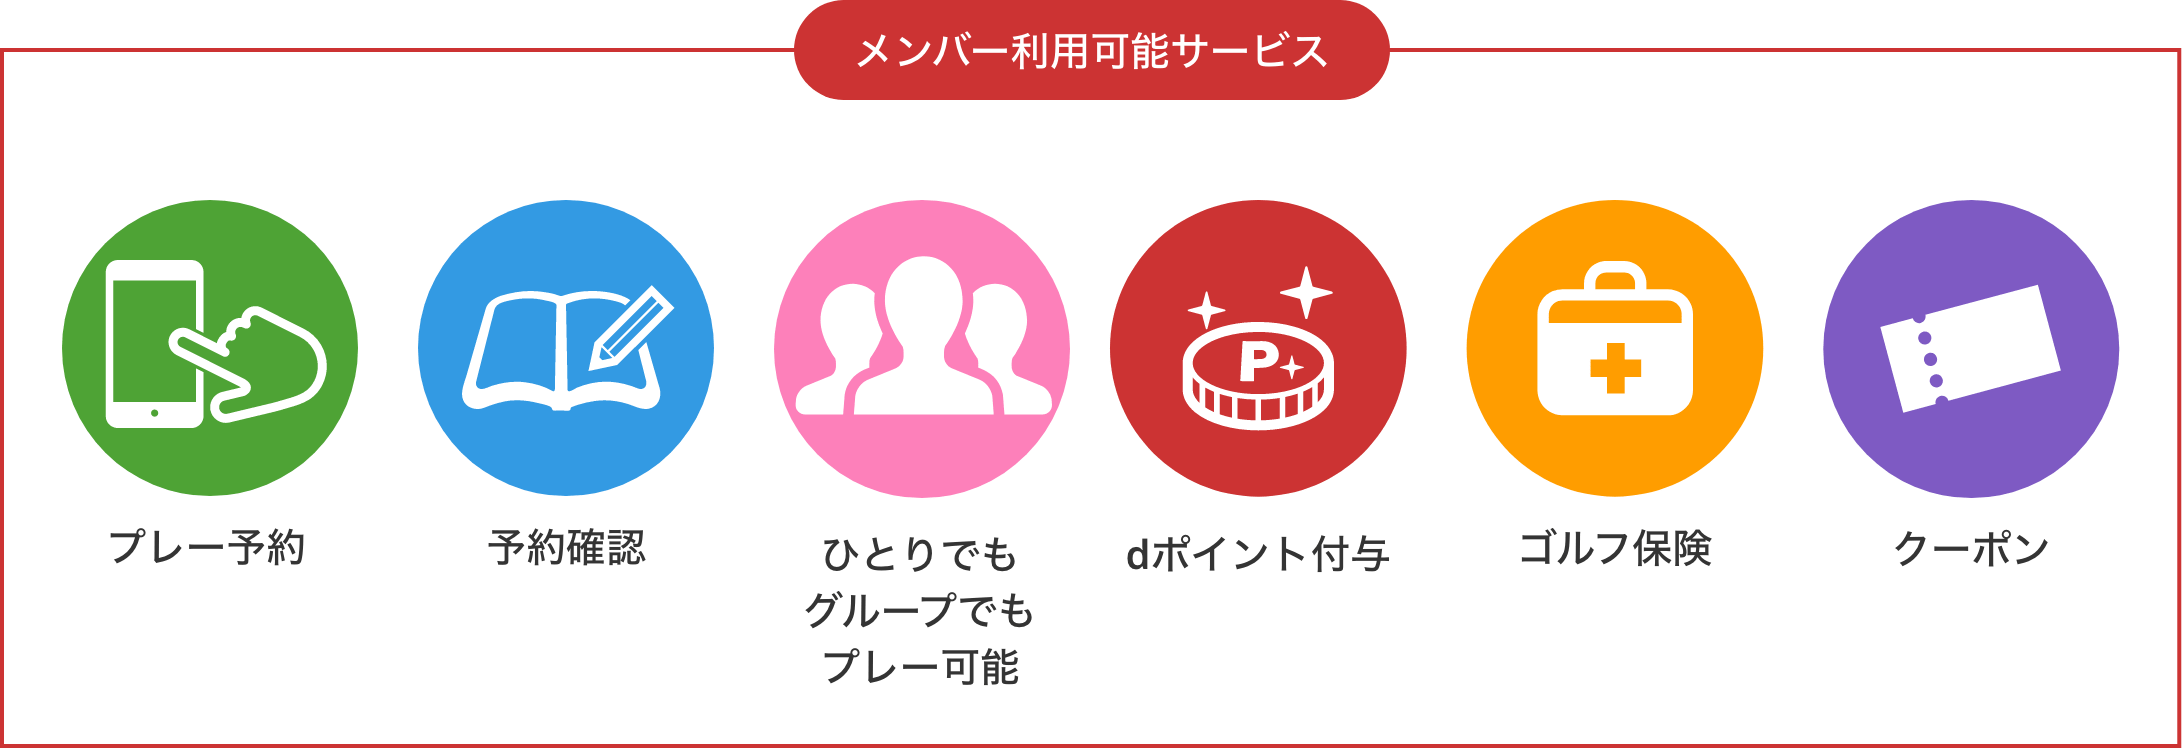 メンバー利用可能サービス
P
プレー予約
予約確認
ひとりでも
グループでも
プレー可能
dポイント付与
ゴルフ保険
クーポン